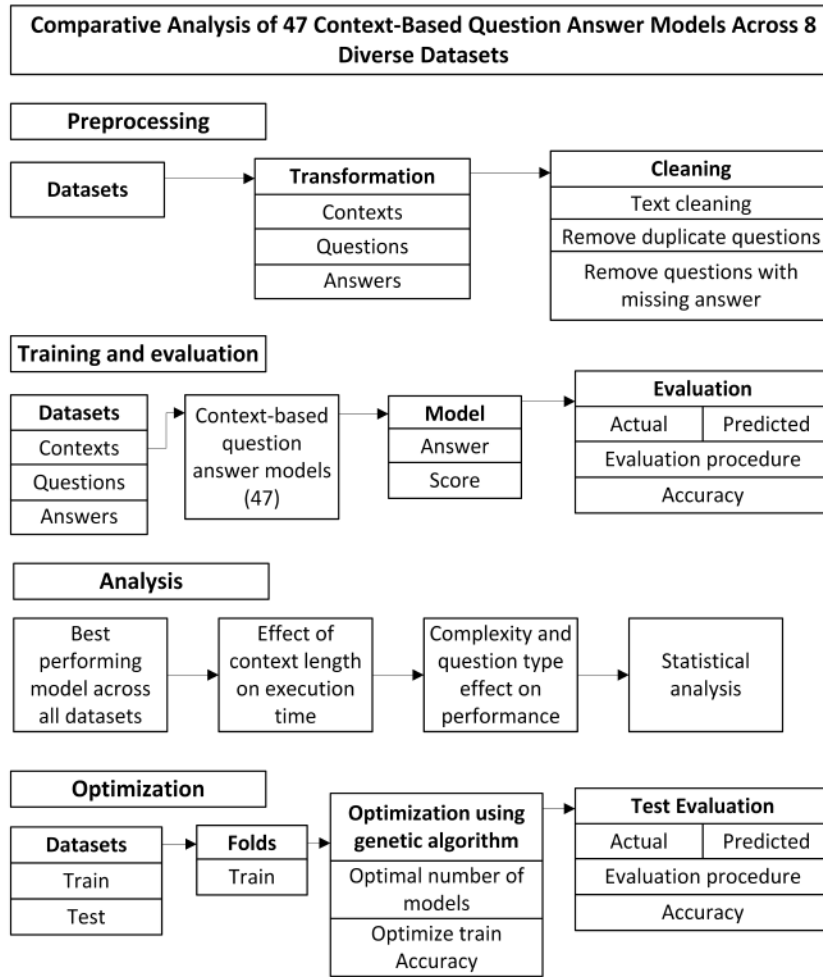 Comparative Analysis of 47 Context-Based Question Answer Models Across 8
Diverse Datasets
Preprocessing
Datasets
Transformation
Contexts
Questions
Answers
Cleaning
Text cleaning
Remove duplicate questions
Remove questions with
missing answer
Training and evaluation
Datasets
Contexts
Questions
Answers
Context-based
question
answer models
(47)
Model
Answer
Score
Evaluation
Actual Predicted
Evaluation procedure
Accuracy
Analysis
Best
performing
model across
all datasets
Effect of
context length
on execution
time
Complexity and
question type
effect on
performance
Statistical
analysis
Optimization
Datasets
Train
Test
Folds
Train
Optimization using
genetic algorithm
Optimal number of
models
Optimize train
Accuracy
Test Evaluation
Actual Predicted
Evaluation procedure
Accuracy